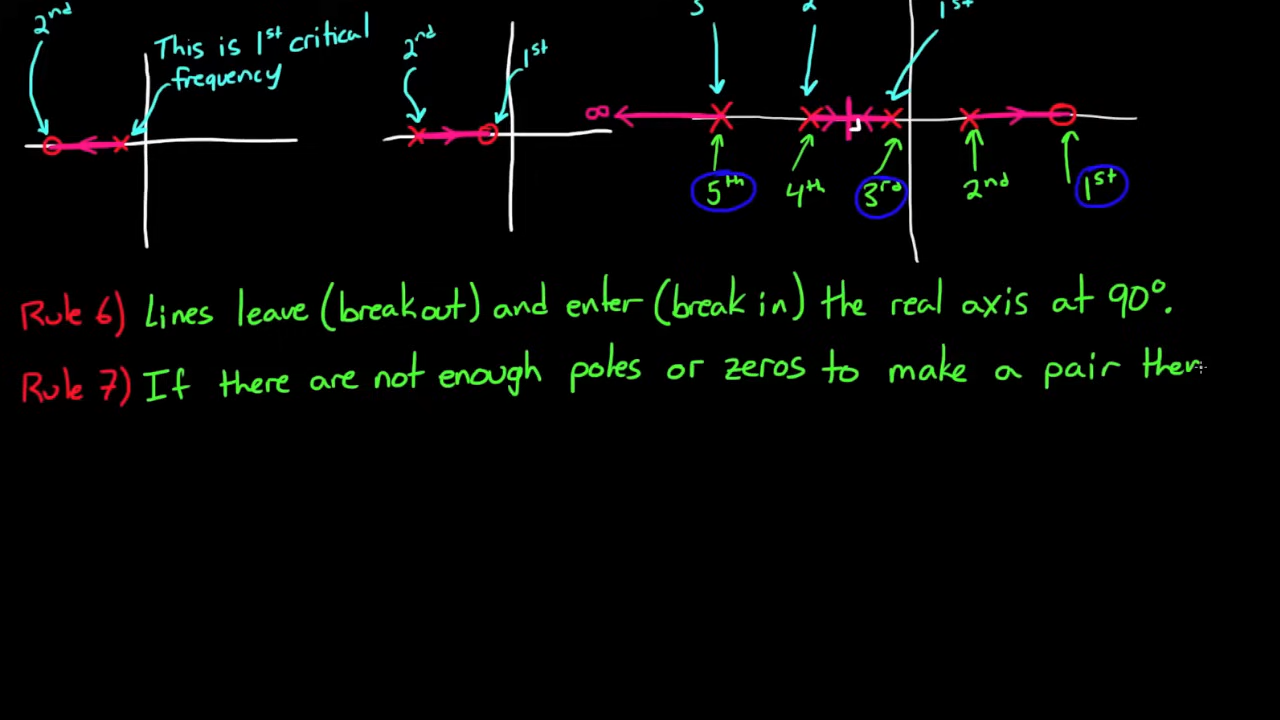 2nd
This is 1st critical
frequency
2nd
1st
1st
∞
5th
4th
3rd
2nd
1st
Rule 6) Lines leave (breakout) and enter (break in) the real axis at 90°.
Rule 7) If there are not enough poles or zeros to make a pair then